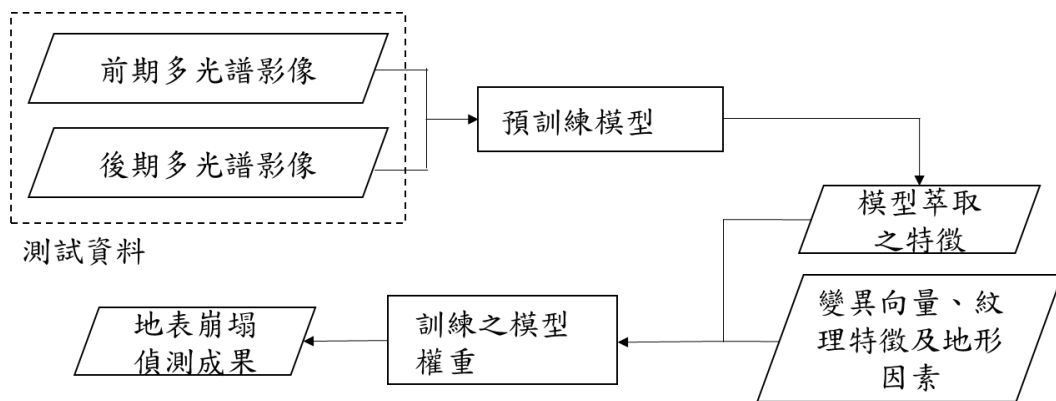 前期多光譜影像
後期多光譜影像
測試資料
預訓練模型
模型萃取
之特徵
變異向量、紋
理特徵及地形
因素
訓練之模型
權重
地表崩塌
偵測成果